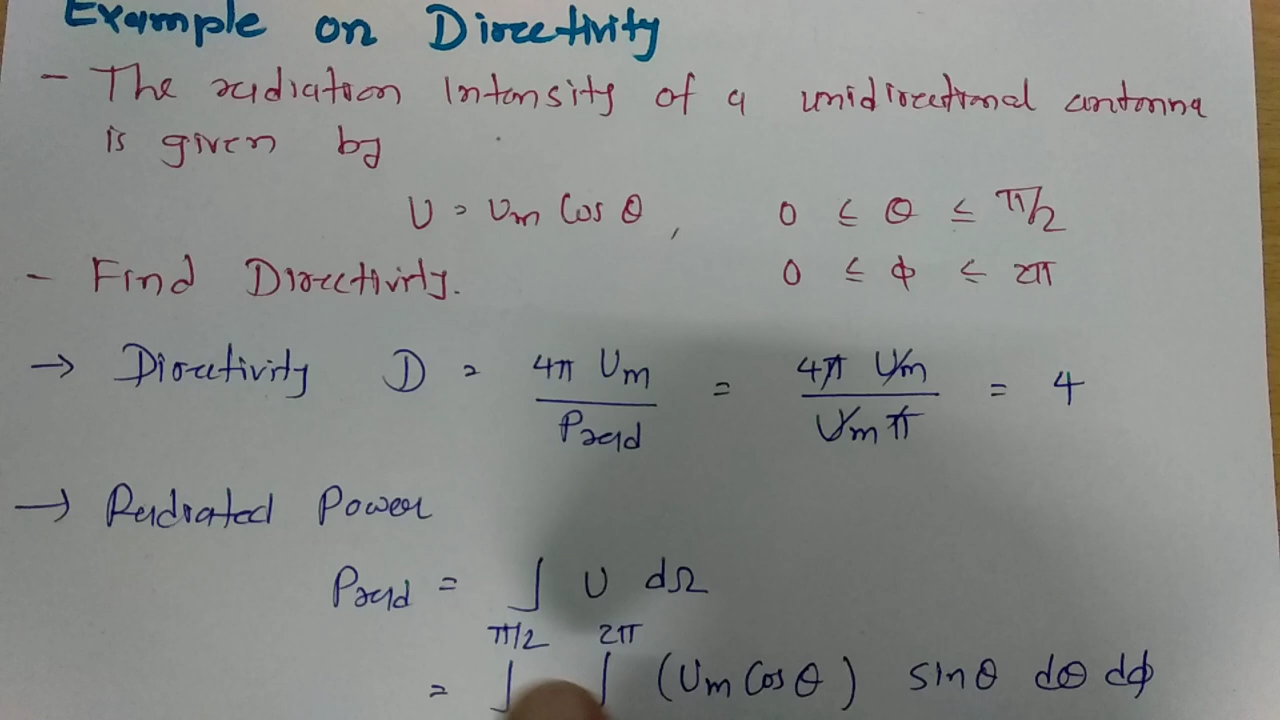 Example on Directivity
- The radiation Intensity of a unidirectional antenna
is given by
U = Um Cos θ, 0 ≤ θ ≤ π/2
- Find Directivity. 0 ≤ ϕ ≤ 2π
→ Directivity D = 4π Um / Prad = 4π Um / Um π = 4
→ Radiated Power
Prad = ∫ U dΩ
π/2 2π
= ∫ ∫ (Um Cos θ) sinθ dθ dϕ